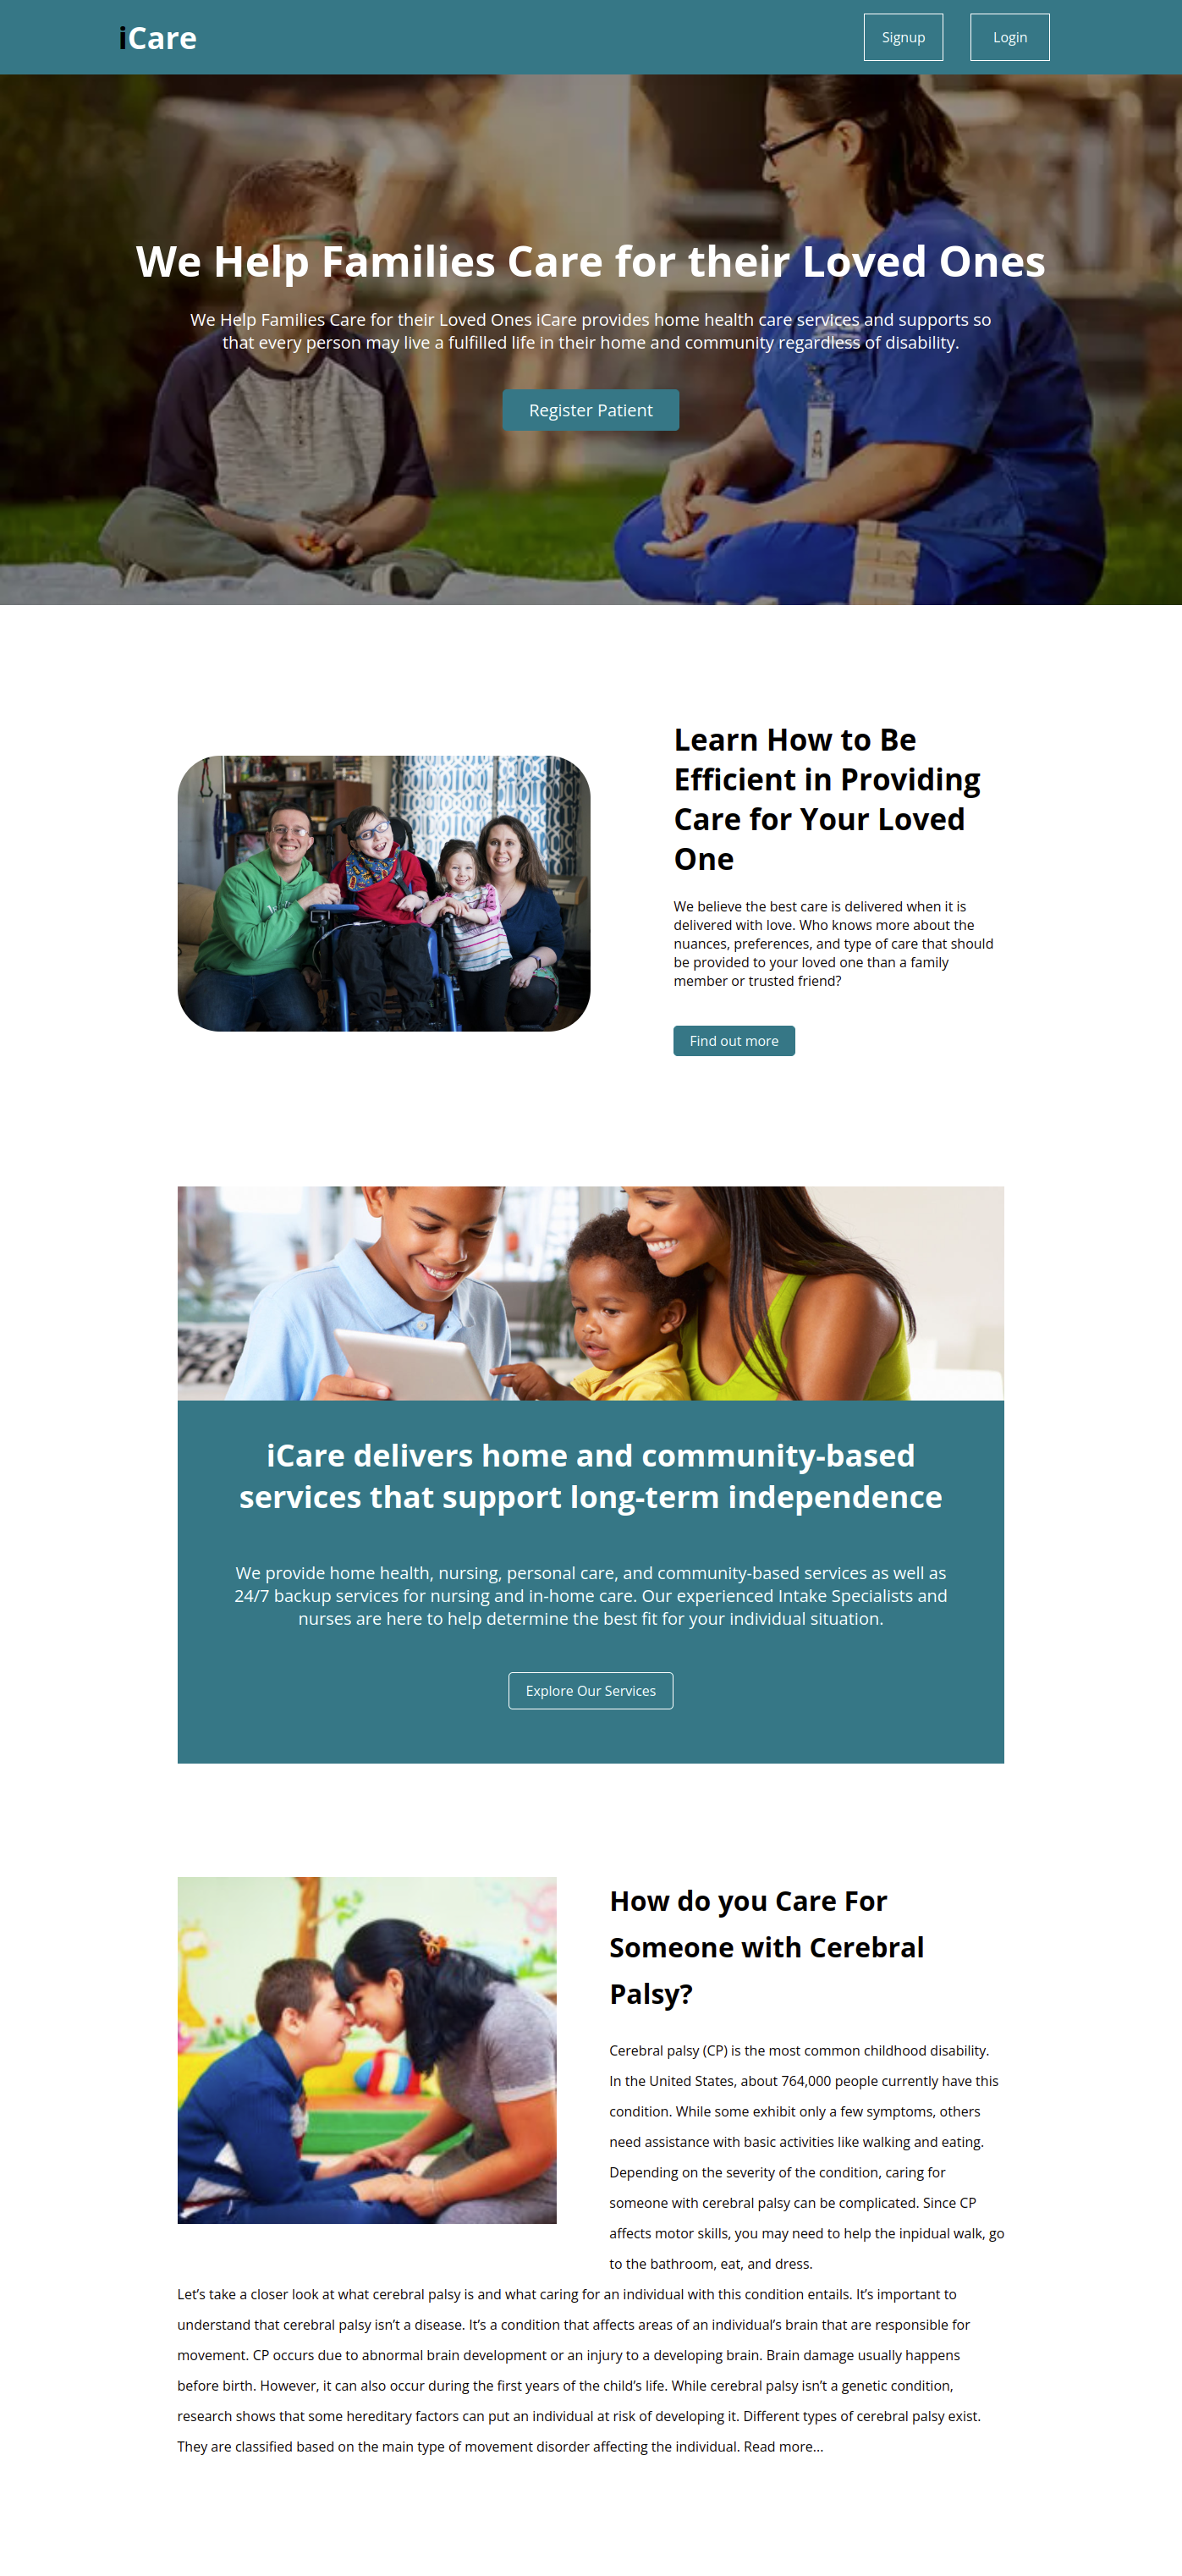 iCare
Signup
Login
We Help Families Care for their Loved Ones
We Help Families Care for their Loved Ones iCare provides home health care services and supports so
that every person may live a fulfilled life in their home and community regardless of disability.
Register Patient
Learn How to Be
Efficient in Providing
Care for Your Loved
One
We believe the best care is delivered when it is
delivered with love. Who knows more about the
nuances, preferences, and type of care that should
be provided to your loved one than a family
member or trusted friend?
Find out more
iCare delivers home and community-based
services that support long-term independence
We provide home health, nursing, personal care, and community-based services as well as
24/7 backup services for nursing and in-home care. Our experienced Intake Specialists and
nurses are here to help determine the best fit for your individual situation.
Explore Our Services
How do you Care For
Someone with Cerebral
Palsy?
Cerebral palsy (CP) is the most common childhood disability.
In the United States, about 764,000 people currently have this
condition. While some exhibit only a few symptoms, others
need assistance with basic activities like walking and eating.
Depending on the severity of the condition, caring for
someone with cerebral palsy can be complicated. Since CP
affects motor skills, you may need to help the inpidual walk, go
to the bathroom, eat, and dress.
Let’s take a closer look at what cerebral palsy is and what caring for an individual with this condition entails. It’s important to
understand that cerebral palsy isn’t a disease. It’s a condition that affects areas of an individual’s brain that are responsible for
movement. CP occurs due to abnormal brain development or an injury to a developing brain. Brain damage usually happens
before birth. However, it can also occur during the first years of the child’s life. While cerebral palsy isn’t a genetic condition,
research shows that some hereditary factors can put an individual at risk of developing it. Different types of cerebral palsy exist.
They are classified based on the main type of movement disorder affecting the individual. Read more...